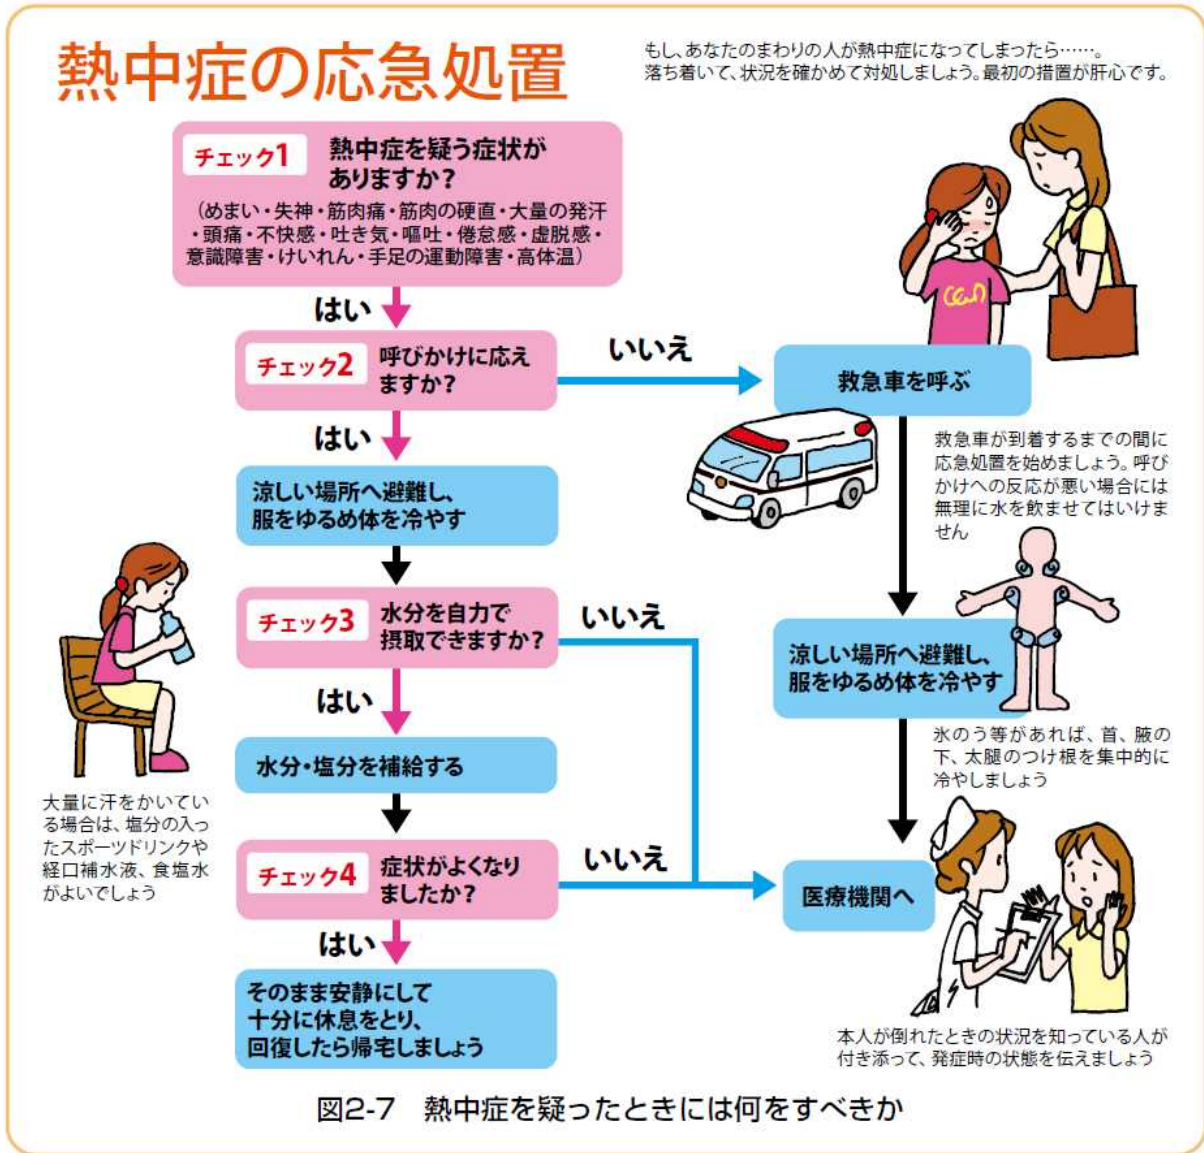 熱中症の応急処置
もし、あなたのまわりの人が熱中症になってしまったら……。
落ち着いて、状況を確かめて対処しましょう。最初の措置が肝心です。
チェック1
熱中症を疑う症状が
ありますか？
（めまい・失神・筋肉痛・筋肉の硬直・大量の発汗
・頭痛・不快感・吐き気・嘔吐・倦怠感・虚脱感・
意識障害・けいれん・手足の運動障害・高体温）
はい
チェック2
呼びかけに応え
ますか？
いいえ
救急車を呼ぶ
救急車が到着するまでの間に
応急処置を始めましょう。呼び
かけへの反応が悪い場合には
無理に水を飲ませてはいけま
せん
はい
涼しい場所へ避難し、
服をゆるめ体を冷やす
チェック3
水分を自力で
摂取できますか？
いいえ
涼しい場所へ避難し、
服をゆるめ体を冷やす
氷のう等があれば、首、腋の
下、太腿のつけ根を集中的に
冷やしましょう
はい
水分・塩分を補給する
大量に汗をかいてい
る場合は、塩分の入っ
たスポーツドリンクや
経口補水液、食塩水
がよいでしょう
チェック4
症状がよくなり
ましたか？
いいえ
医療機関へ
本人が倒れたときの状況を知っている人が
付き添って、発症時の状態を伝えましょう
はい
そのまま安静にして
十分に休息をとり、
回復したら帰宅しましょう
図2-7　熱中症を疑ったときには何をすべきか